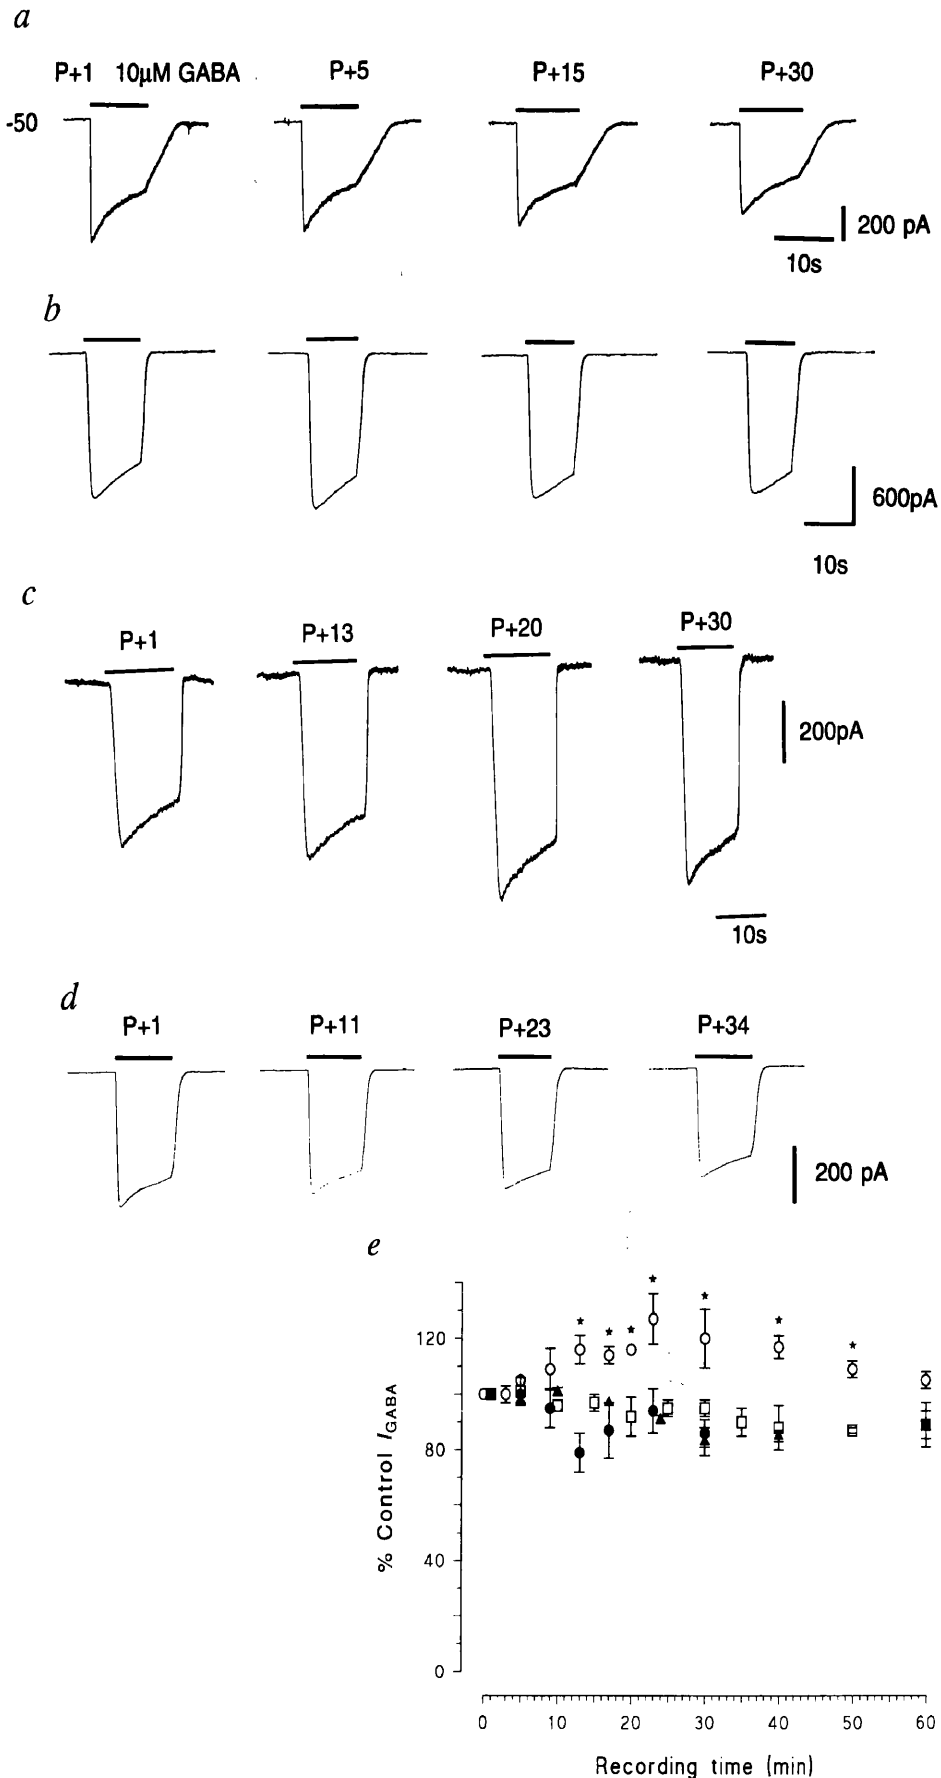 a
P+1 10μM GABA P+5 P+15 P+30
-50
200 pA
10s
b
600pA
10s
c
P+1 P+13 P+20 P+30
200pA
10s
d
P+1 P+11 P+23 P+34
200 pA
e
% Control IGABA
120
80
40
0
0 10 20 30 40 50 60
Recording time (min)